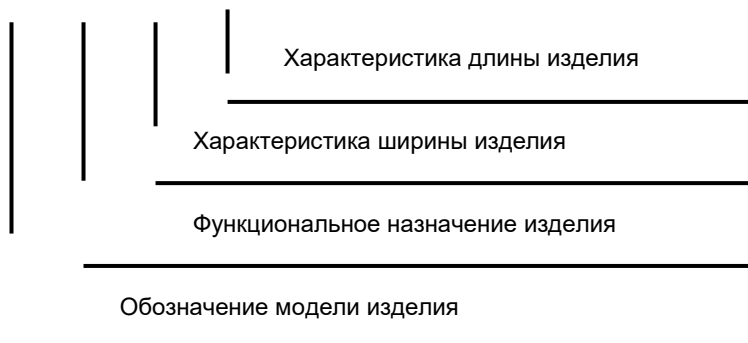 Характеристика длины изделия
Характеристика ширины изделия
Функциональное назначение изделия
Обозначение модели изделия